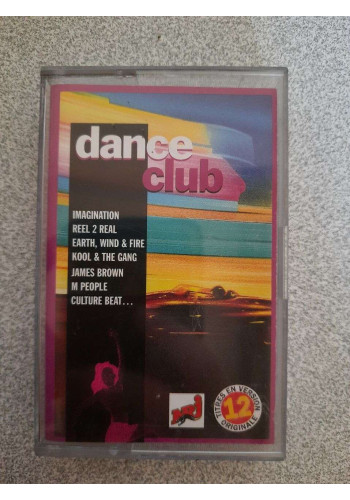 dance
club
IMAGINATION
REEL 2 REAL
EARTH, WIND & FIRE
KOOL & THE GANG
JAMES BROWN
M PEOPLE
CULTURE BEAT...
NRJ
TITRES EN VERSION
12
ORIGINALE